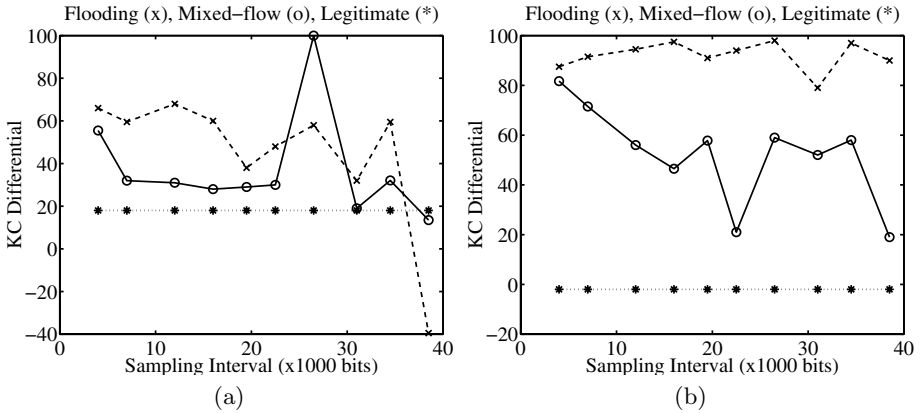 Flooding (x), Mixed-flow (o), Legitimate (*)
100
80
60
40
20
0
−20
−40
KC Differential
0 10 20 30 40
Sampling Interval (x1000 bits)
(a)
Flooding (x), Mixed-flow (o), Legitimate (*)
100
80
60
40
20
0
−20
KC Differential
0 10 20 30 40
Sampling Interval (x1000 bits)
(b)